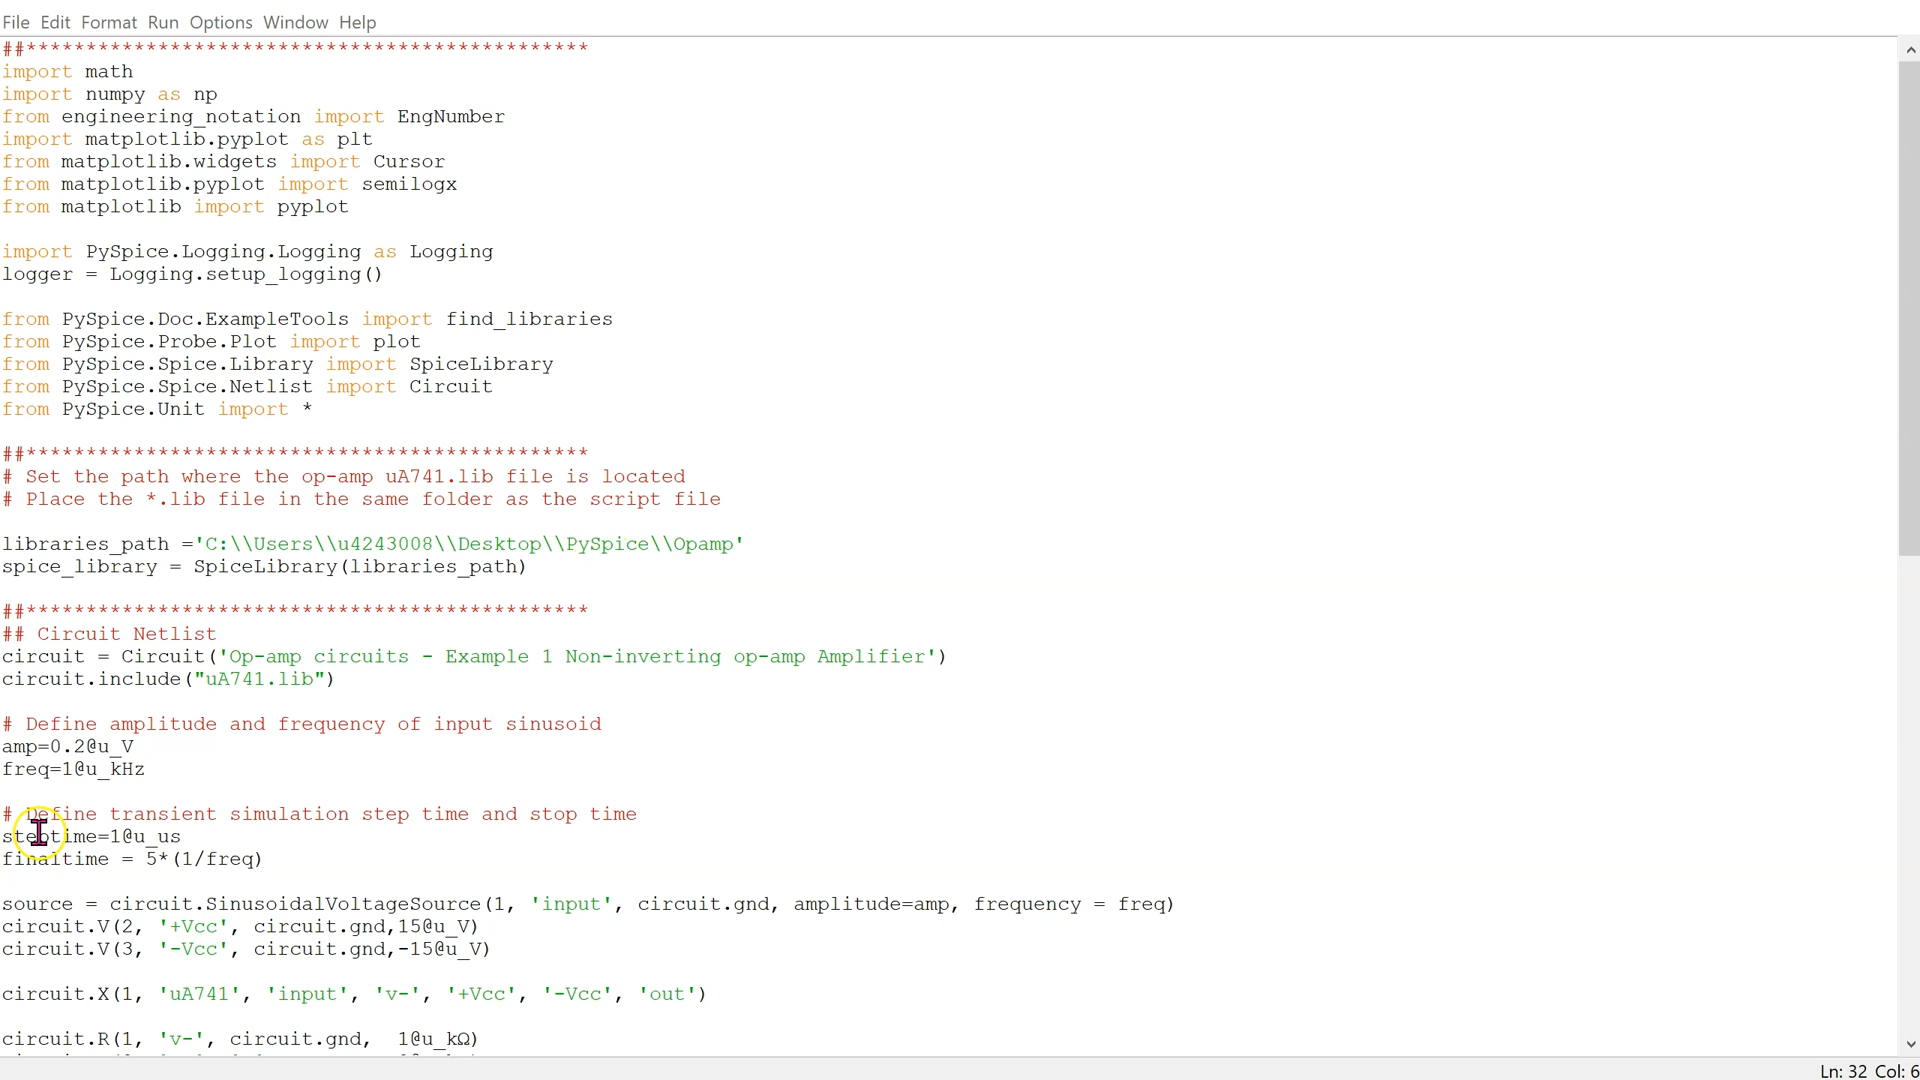 File Edit Format Run Options Window Help
##***********************************************
import math
import numpy as np
from engineering_notation import EngNumber
import matplotlib.pyplot as plt
from matplotlib.widgets import Cursor
from matplotlib.pyplot import semilogx
from matplotlib import pyplot
import PySpice.Logging.Logging as Logging
logger = Logging.setup_logging()
from PySpice.Doc.ExampleTools import find_libraries
from PySpice.Probe.Plot import plot
from PySpice.Spice.Library import SpiceLibrary
from PySpice.Spice.Netlist import Circuit
from PySpice.Unit import *
##***********************************************
# Set the path where the op-amp uA741.lib file is located
# Place the *.lib file in the same folder as the script file
libraries_path ='C:\\Users\\u4243008\\Desktop\\PySpice\\Opamp'
spice_library = SpiceLibrary(libraries_path)
##***********************************************
## Circuit Netlist
circuit = Circuit('Op-amp circuits - Example 1 Non-inverting op-amp Amplifier')
circuit.include("uA741.lib")
# Define amplitude and frequency of input sinusoid
amp=0.2@u_V
freq=1@u_kHz
# Define transient simulation step time and stop time
steptime=1@u_us
finaltime = 5*(1/freq)
source = circuit.SinusoidalVoltageSource(1, 'input', circuit.gnd, amplitude=amp, frequency = freq)
circuit.V(2, '+Vcc', circuit.gnd,15@u_V)
circuit.V(3, '-Vcc', circuit.gnd,-15@u_V)
circuit.X(1, 'uA741', 'input', 'v-', '+Vcc', '-Vcc', 'out')
circuit.R(1, 'v-', circuit.gnd,  1@u_kΩ)
Ln: 32 Col: 6